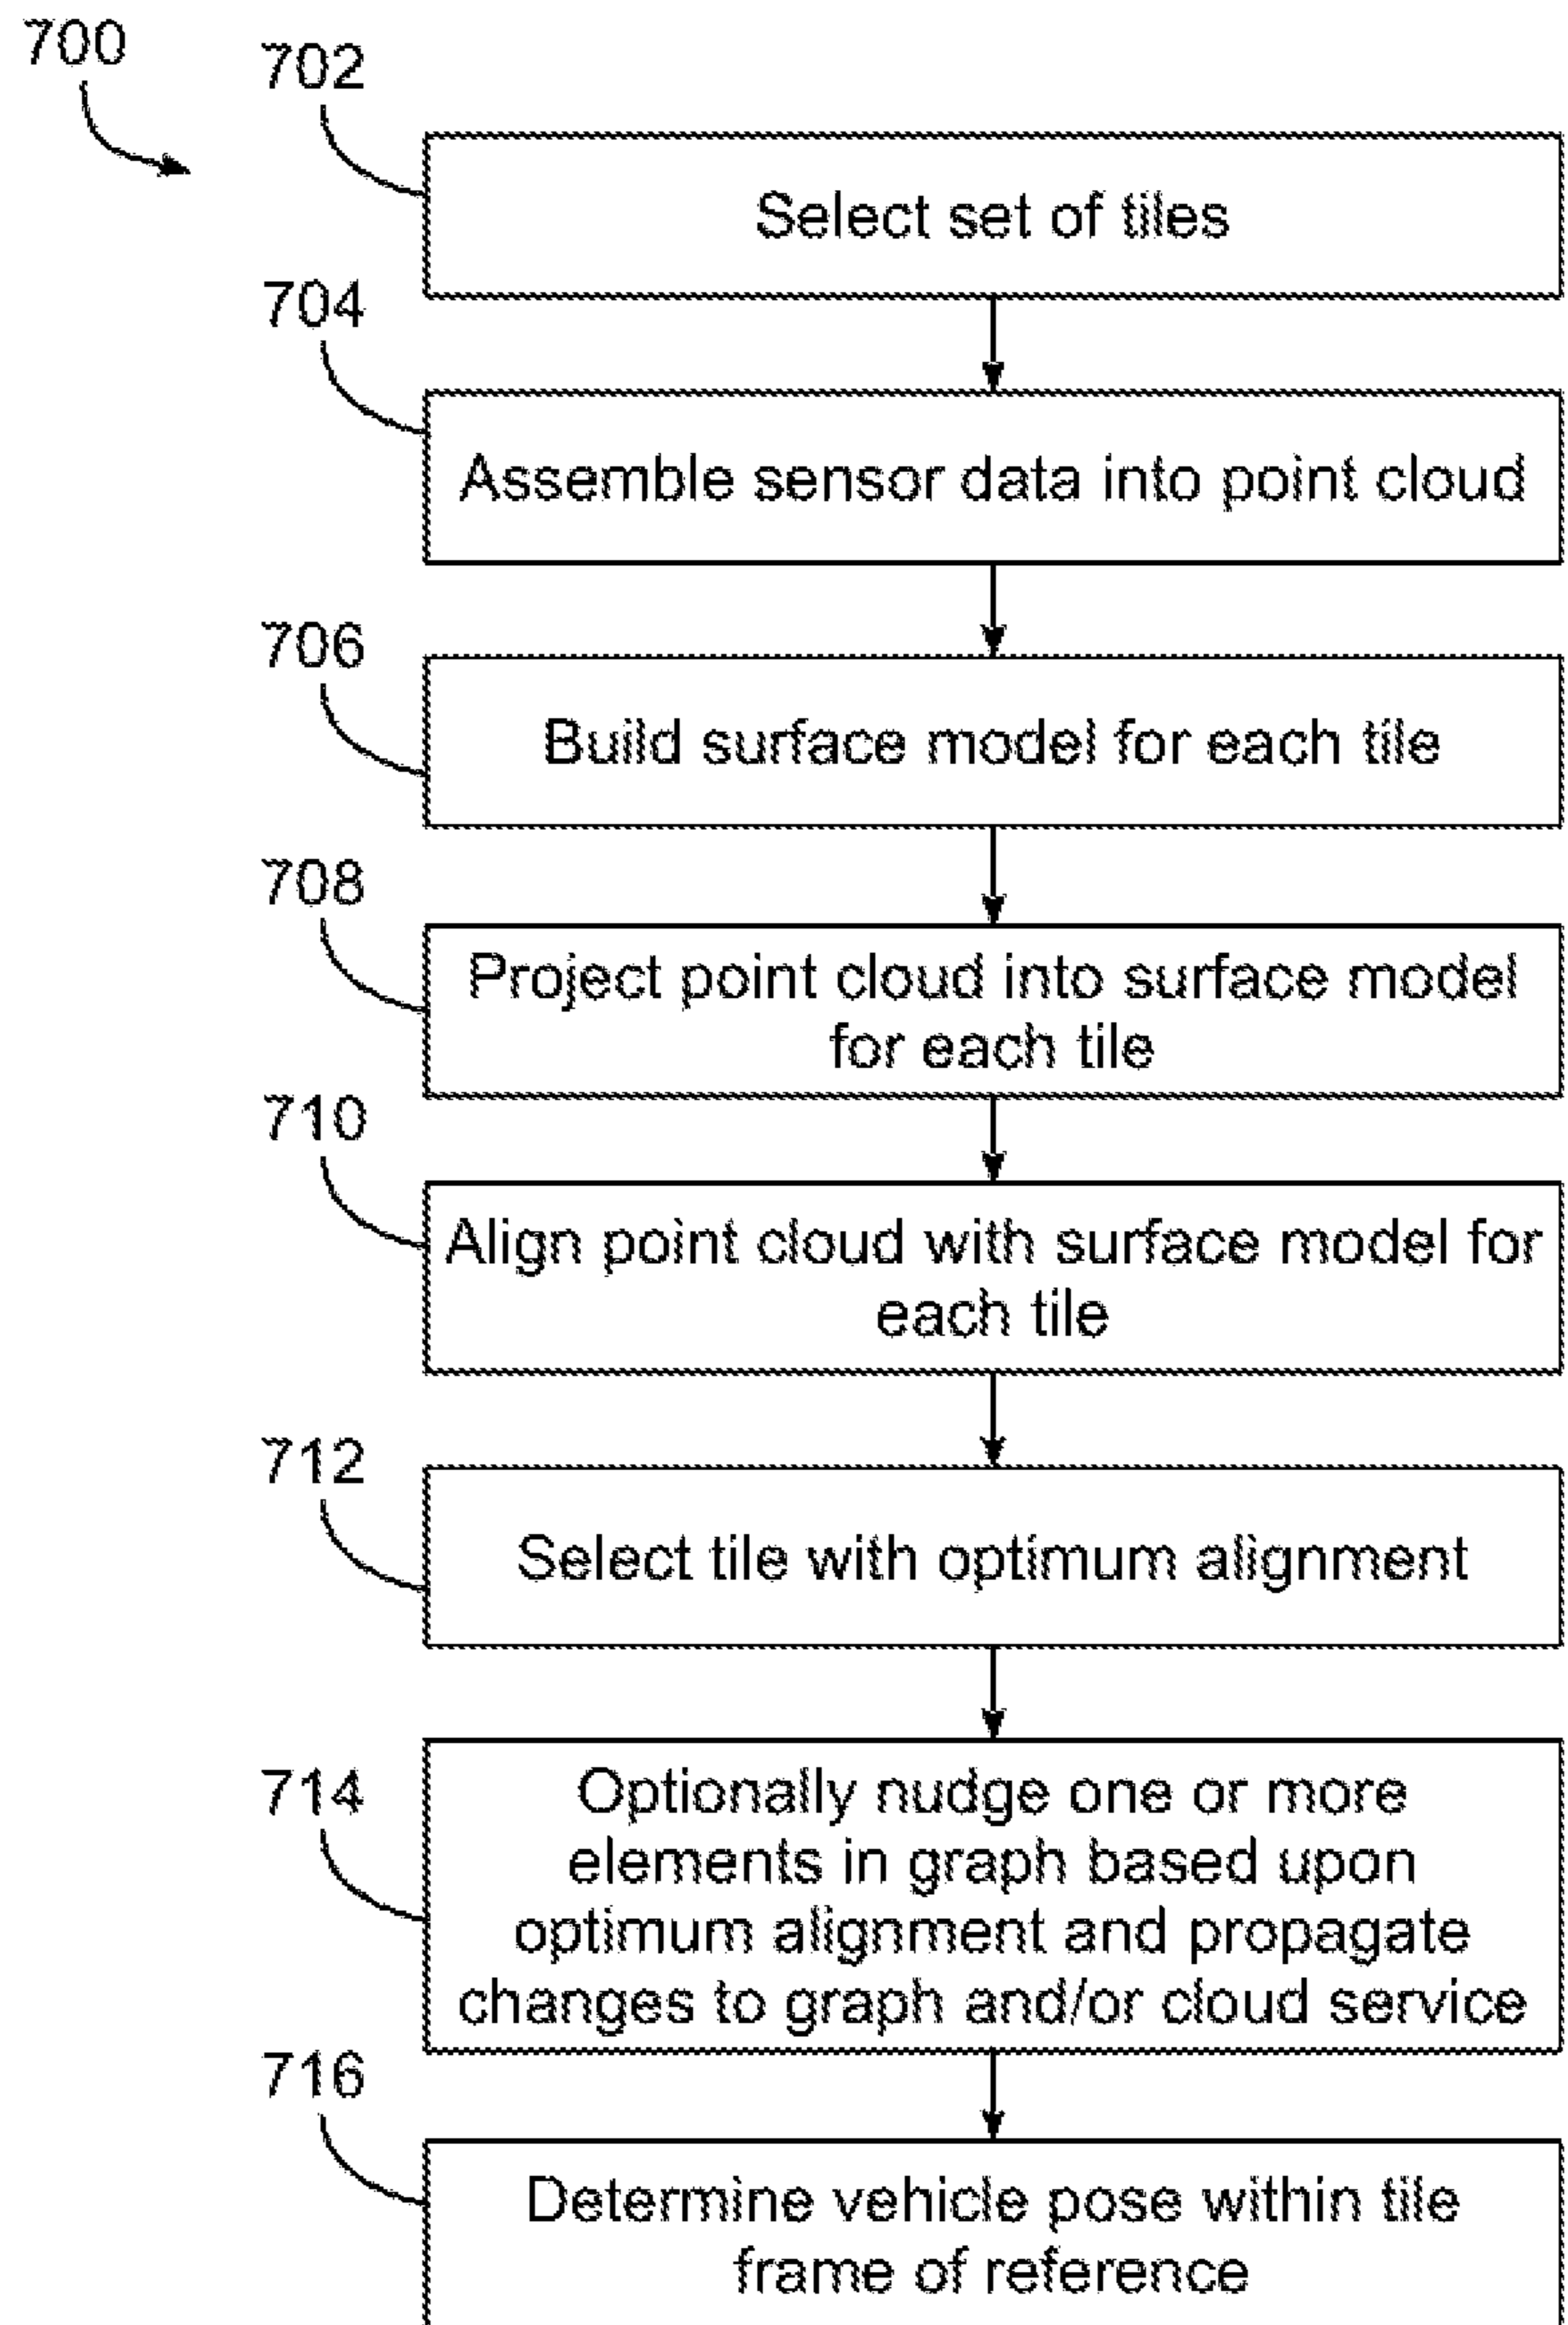 700
702
Select set of tiles
704
Assemble sensor data into point cloud
706
Build surface model for each tile
708
Project point cloud into surface model
for each tile
710
Align point cloud with surface model for
each tile
712
Select tile with optimum alignment
714
Optionally nudge one or more
elements in graph based upon
optimum alignment and propagate
changes to graph and/or cloud service
716
Determine vehicle pose within tile
frame of reference